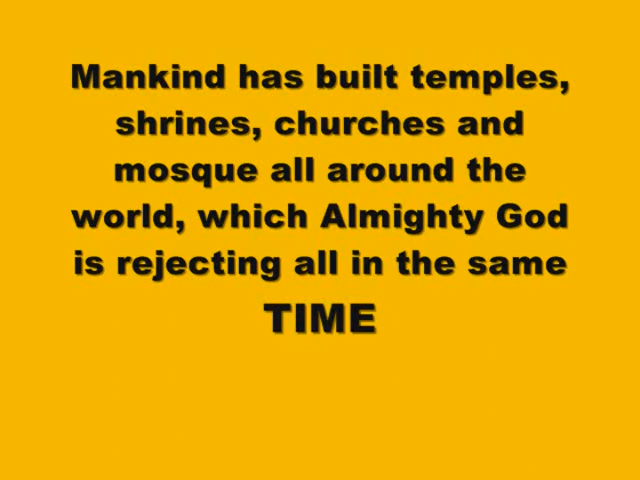 Mankind has built temples,
shrines, churches and
mosque all around the
world, which Almighty God
is rejecting all in the same
TIME